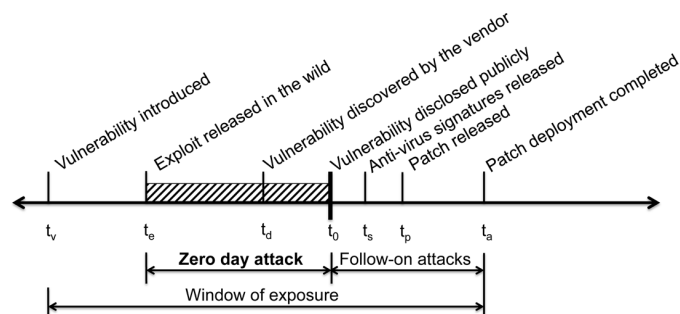 Vulnerability introduced
Exploit released in the wild
Vulnerability discovered by the vendor
Vulnerability disclosed publicly
Anti-virus signatures released
Patch released
Patch deployment completed
tv te td t0 ts tp ta
Zero day attack Follow-on attacks
Window of exposure